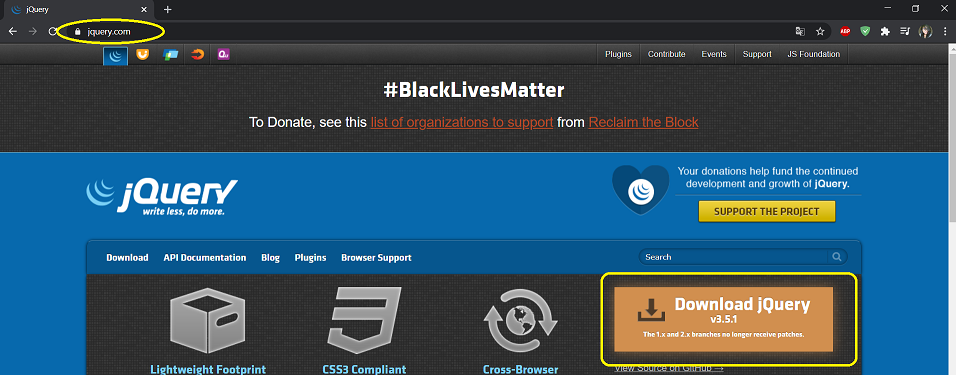 jQuery
jquery.com
ABP
Qu
Plugins Contribute Events Support JS Foundation
#BlackLivesMatter
To Donate, see this list of organizations to support from Reclaim the Block
Your donations help fund the continued
development and growth of jQuery.
SUPPORT THE PROJECT
jQuery
write less, do more.
Download API Documentation Blog Plugins Browser Support Search
Download jQuery
v3.5.1
The 1.x and 2.x branches no longer receive patches.
Lightweight Footprint CSS3 Compliant Cross-Browser
View Source on GitHub →